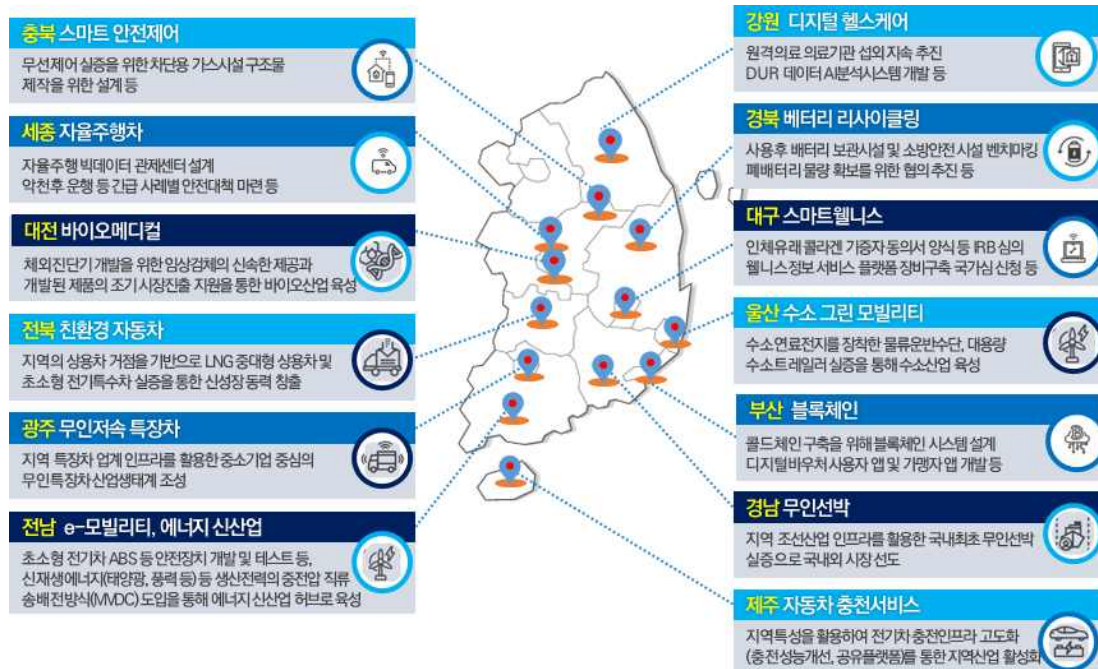 충북 스마트 안전제어
무선제어 실증을 위한 차단용 가스시설 구조물
제작을 위한 설계 등
세종 자율주행차
자율주행 빅데이터 관제센터 설계
악천후 운행 등 긴급 사례별 안전대책 마련 등
대전 바이오메디컬
체외진단기 개발을 위한 임상검체의 신속한 제공과
개발된 제품의 조기 시장진출 지원을 통한 바이오산업 육성
전북 친환경 자동차
지역의 상용차 거점을 기반으로 LNG 중대형 상용차 및
초소형 전기특수차 실증을 통한 신성장 동력 창출
광주 무인저속 특장차
지역 특장차 업계 인프라를 활용한 중소기업 중심의
무인특장차 산업생태계 조성
전남 e-모빌리티, 에너지 신산업
초소형 전기차 ABS 등 안전장치 개발 및 테스트 등,
신재생에너지(태양광, 풍력 등) 등 생산전력의 중전압 직류
송배전방식(MVDC) 도입을 통해 에너지 신산업 허브로 육성
강원 디지털 헬스케어
원격의료 의료기관 섭외 지속 추진
DUR 데이터 AI분석시스템 개발 등
경북 베터리 리사이클링
사용후 배터리 보관시설 및 소방안전 시설 벤치마킹
폐배터리 물량 확보를 위한 협의 추진 등
대구 스마트웰니스
인체유래 콜라겐 기증자 동의서 양식 등 IRB 심의
웰니스정보 서비스 플랫폼 장비구축 국가심 신청 등
울산 수소 그린 모빌리티
수소연료전지를 장착한 물류운반수단, 대용량
수소트레일러 실증을 통해 수소산업 육성
부산 블록체인
콜드체인 구축을 위해 블록체인 시스템 설계
디지털바우처 사용자 앱 및 가맹자 앱 개발 등
경남 무인선박
지역 조선산업 인프라를 활용한 국내최초 무인선박
실증으로 국내외 시장 선도
제주 자동차 충전서비스
지역특성을 활용하여 전기차 충전인프라 고도화
(충전성능개선, 공유플랫폼)를 통한 지역산업 활성화